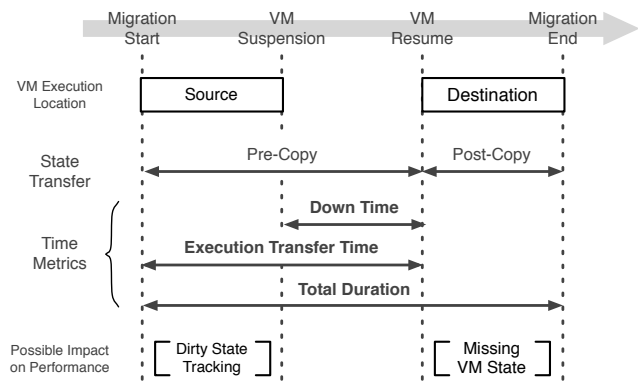 Migration Start
VM Suspension
VM Resume
Migration End
VM Execution Location
Source
Destination
State Transfer
Pre-Copy
Post-Copy
Time Metrics
Down Time
Execution Transfer Time
Total Duration
Possible Impact on Performance
Dirty State Tracking
Missing VM State